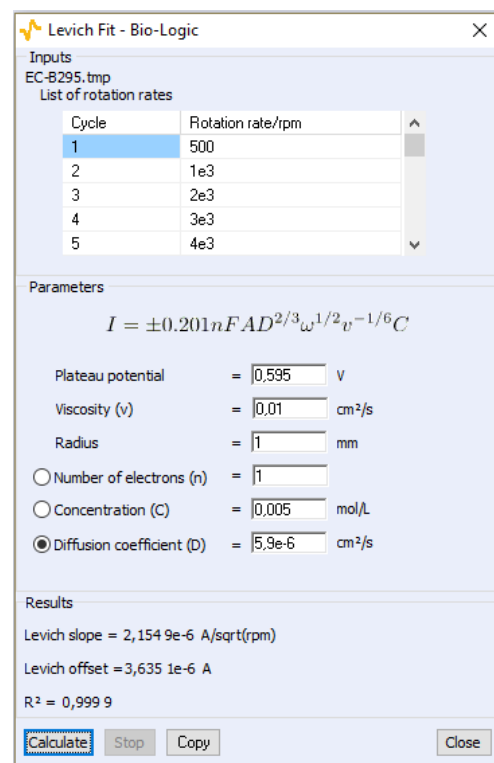 Levich Fit - Bio-Logic
Inputs
EC-B295.tmp
List of rotation rates
Cycle Rotation rate/rpm
1 500
2 1e3
3 2e3
4 3e3
5 4e3
Parameters
I = ±0.201nFAD^{2/3}ω^{1/2}v^{-1/6}C
Plateau potential = 0,595 V
Viscosity (v) = 0,01 cm²/s
Radius = 1 mm
Number of electrons (n) = 1
Concentration (C) = 0,005 mol/L
Diffusion coefficient (D) = 5,9e-6 cm²/s
Results
Levich slope = 2,154 9e-6 A/sqrt(rpm)
Levich offset =3,635 1e-6 A
R² = 0,999 9
Calculate Stop Copy Close